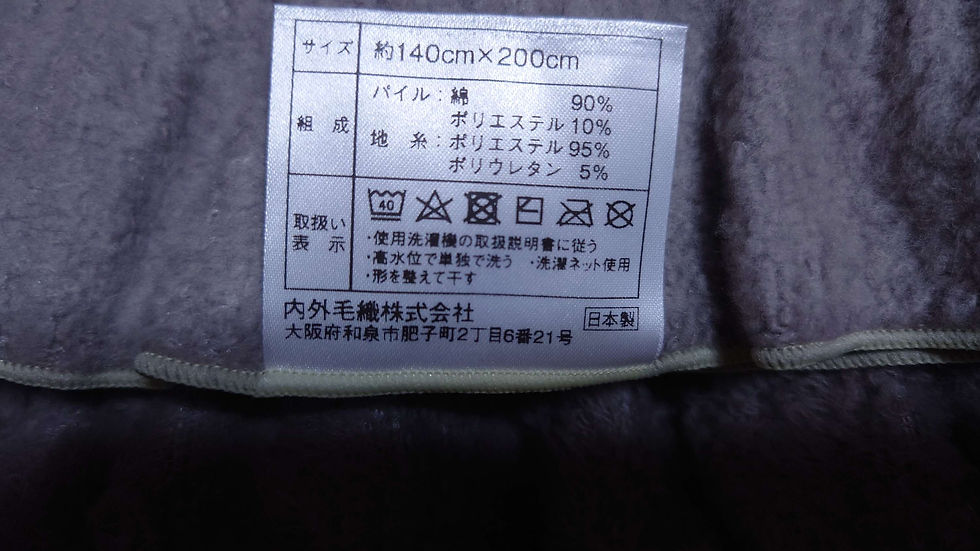 サイズ 約140cm×200cm
組成 パイル：綿 90%
ポリエステル 10%
地糸：ポリエステル 95%
ポリウレタン 5%
取扱い表示 40
・使用洗濯機の取扱説明書に従う
・高水位で単独で洗う ・洗濯ネット使用
・形を整えて干す
内外毛織株式会社 日本製
大阪府和泉市肥子町2丁目6番21号